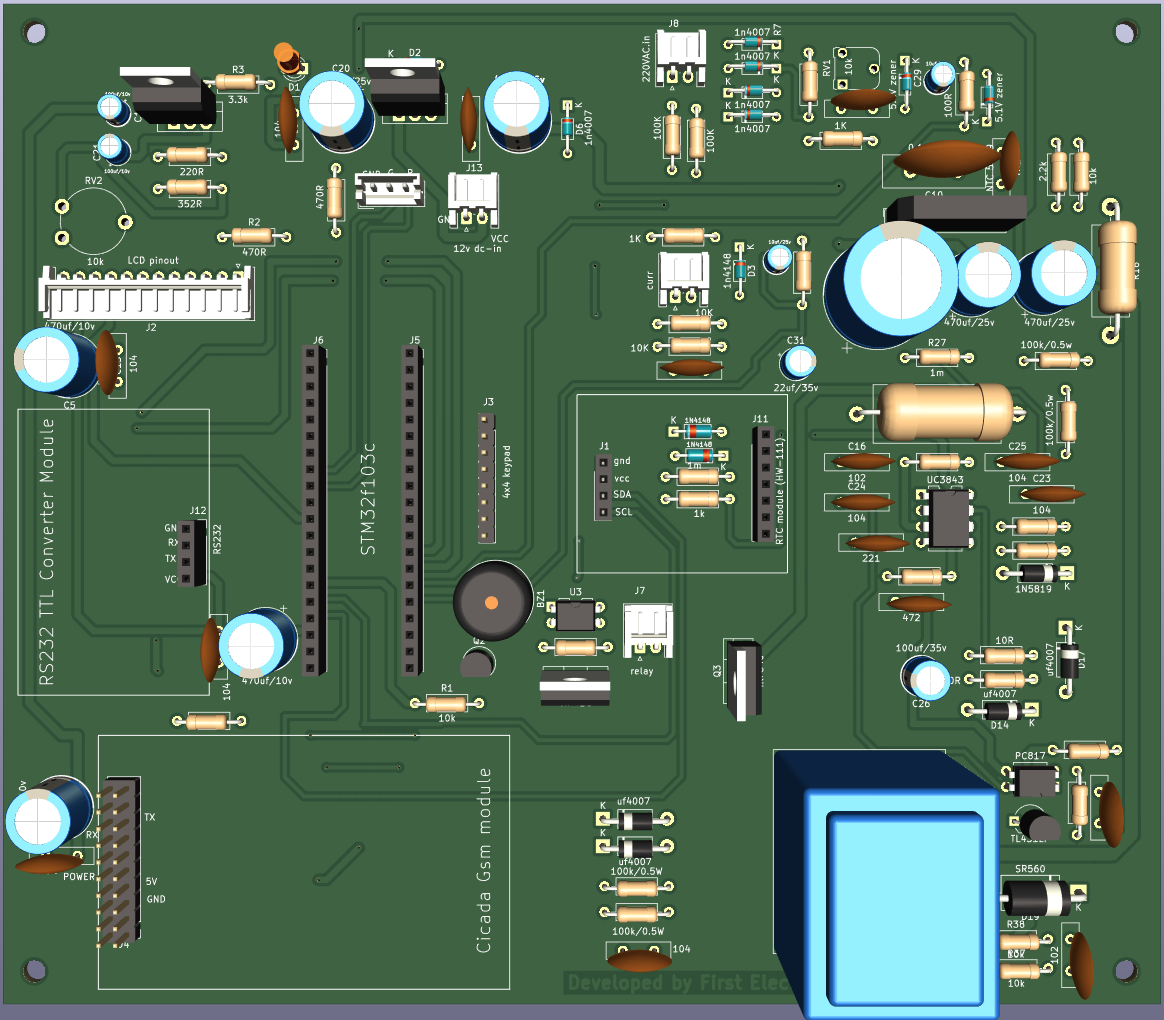 J8
220VAC.in
1n4007
R7
K
1n4007
K
1n4007
K
1n4007
K
RV1
10k
K
5.1V zener
C29
100R
K
5.1V zener
K D2
R3
3.3k
D1
K
C20
104
D6
1n4007
K
100K
100K
1K
2.2k
10k
220R
352R
RV2
10k
R2
470R
470R
J13
VCC
12v dc-in
LCD pinout
J2
470uf/10v
C5
104
1K
curr
10K
10K
K
1n4148
D3
10uf/25v
C31
22uf/35v
C10
470uf/25v
470uf/25v
R27
1m
100k/0.5w
100k/0.5w
J6
J5
J3
4x4 keypad
STM32f103c
RS232 TTL Converter Module
J12
GN
RX
TX
VC
RS232
104
470uf/10v
J1
gnd
vcc
SDA
SCL
K
1N4148
1N4148
K
1m
1k
J11
RTC module (HW-111)
C16
102
C24
104
221
UC3843
C25
104
C23
104
1N5819
K
472
BZ1
U3
J7
relay
Q2
Q3
R1
10k
100uf/35v
C26
10R
uf4007
D17
K
uf4007
D14
K
PC817
SR560
K
D19
R38
10k
102
TX
RX
5V
GND
POWER
Cicada Gsm module
uf4007
K
K
uf4007
100k/0.5W
100k/0.5W
104
Developed by First Elec